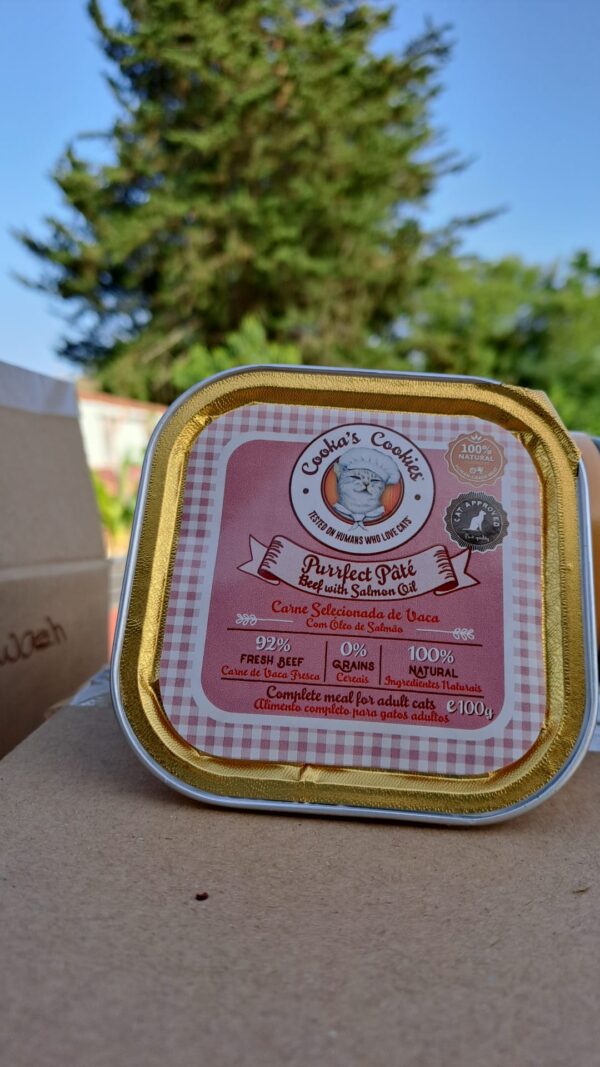 Cooka's Cookies
TESTED ON HUMANS WHO LOVE CATS
100%
NATURAL
CAT APPROVED
Purrfect Pâté
Beef with Salmon Oil
Carne Selecionada de Vaca
Com Óleo de Salmão
92%
FRESH BEEF
Carne de Vaca Fresca
0%
GRAINS
Cereais
100%
NATURAL
Ingredientes Naturais
Complete meal for adult cats
Alimento completo para gatos adultos
e100g